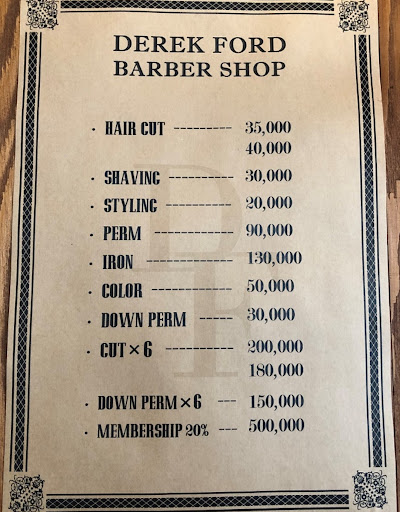 DEREK FORD
BARBER SHOP
· HAIR CUT ---------- 35,000
40,000
· SHAVING ----------- 30,000
· STYLING ------------ 20,000
· PERM ------------- 90,000
· IRON -------------- 130,000
· COLOR ------------- 50,000
· DOWN PERM ----- 30,000
· CUT×6 ----------- 200,000
180,000
· DOWN PERM×6 --- 150,000
· MEMBERSHIP 20% --- 500,000
DF